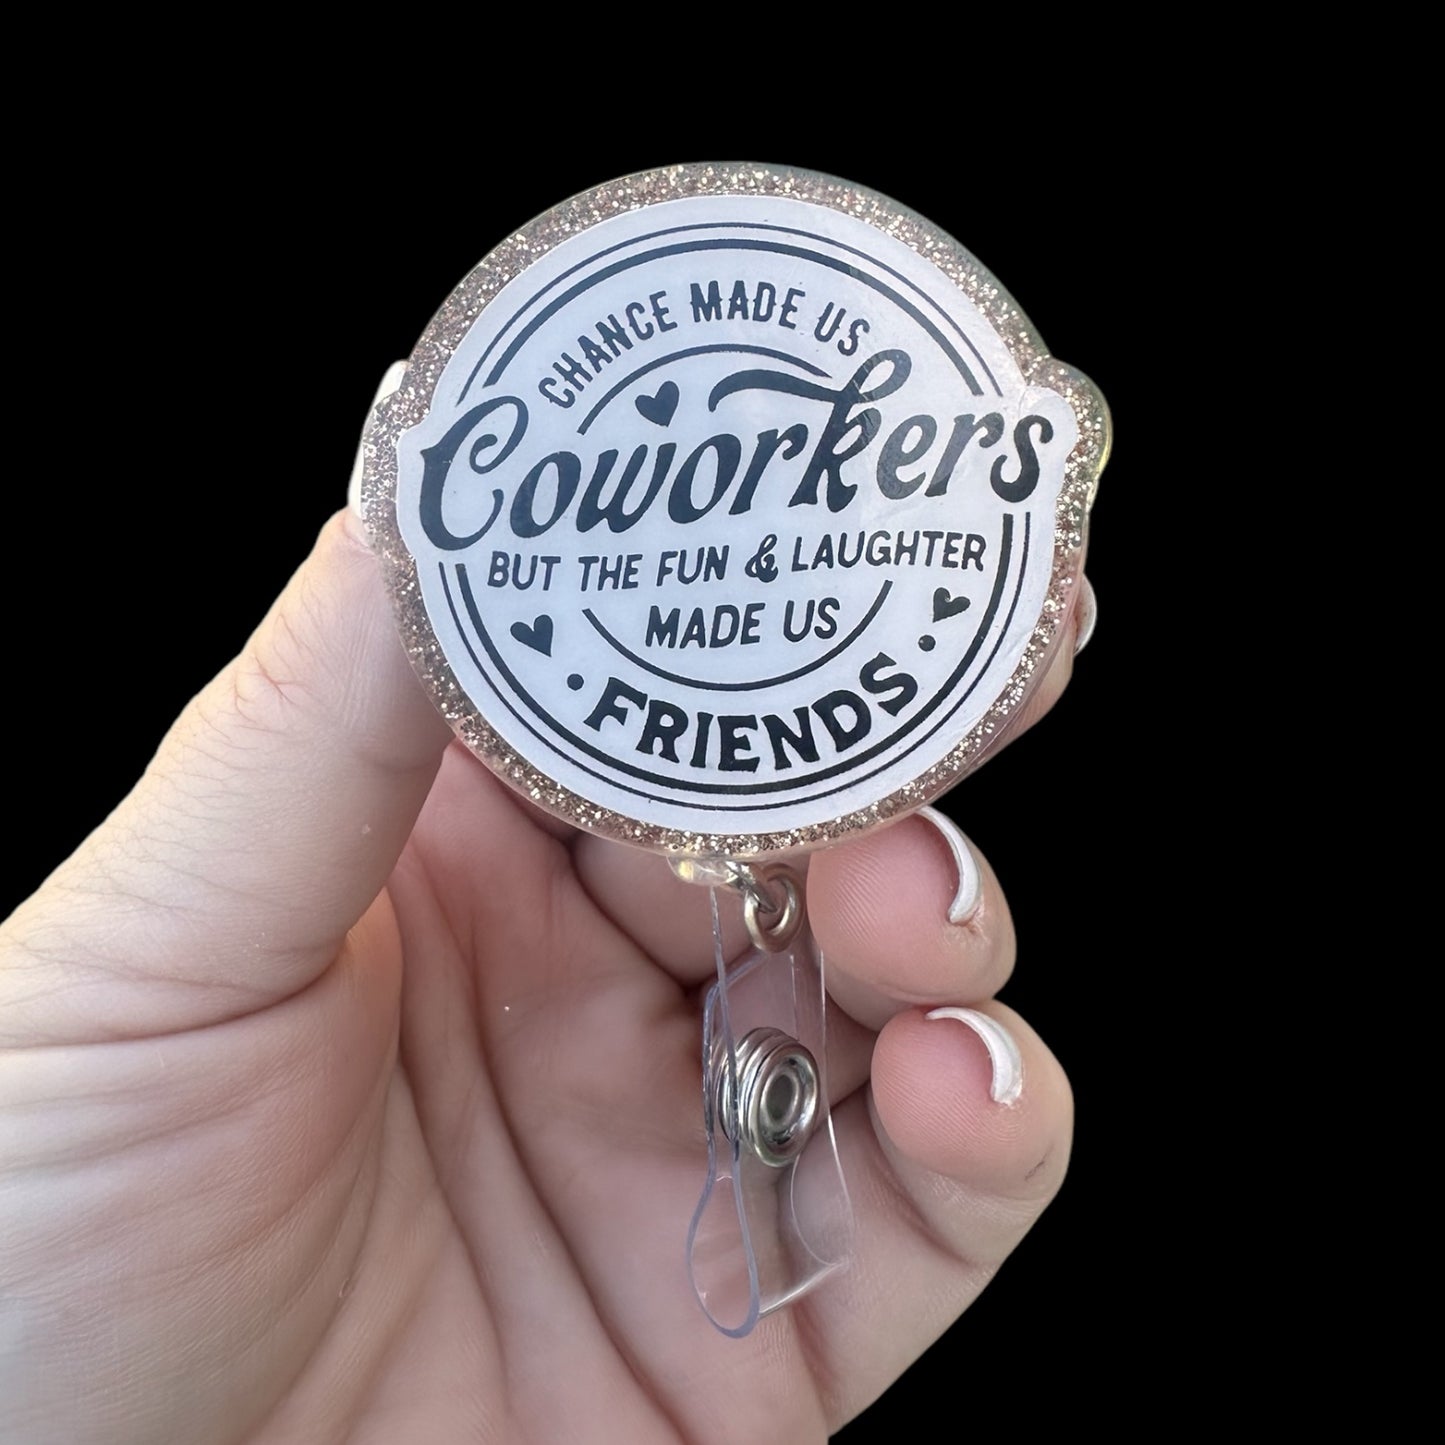 CHANCE MADE US
Coworkers
BUT THE FUN & LAUGHTER
MADE US
• FRIENDS •